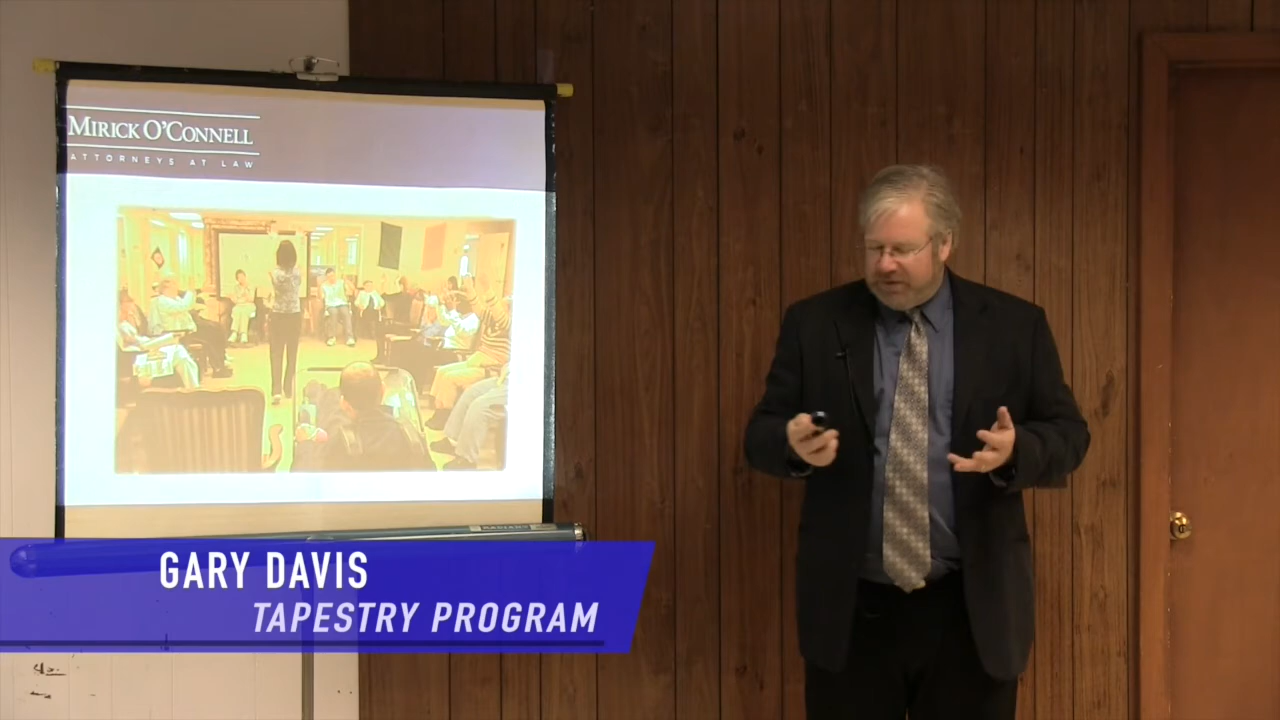 MIRICK O'CONNELL
ATTORNEYS AT LAW
GARY DAVIS
TAPESTRY PROGRAM